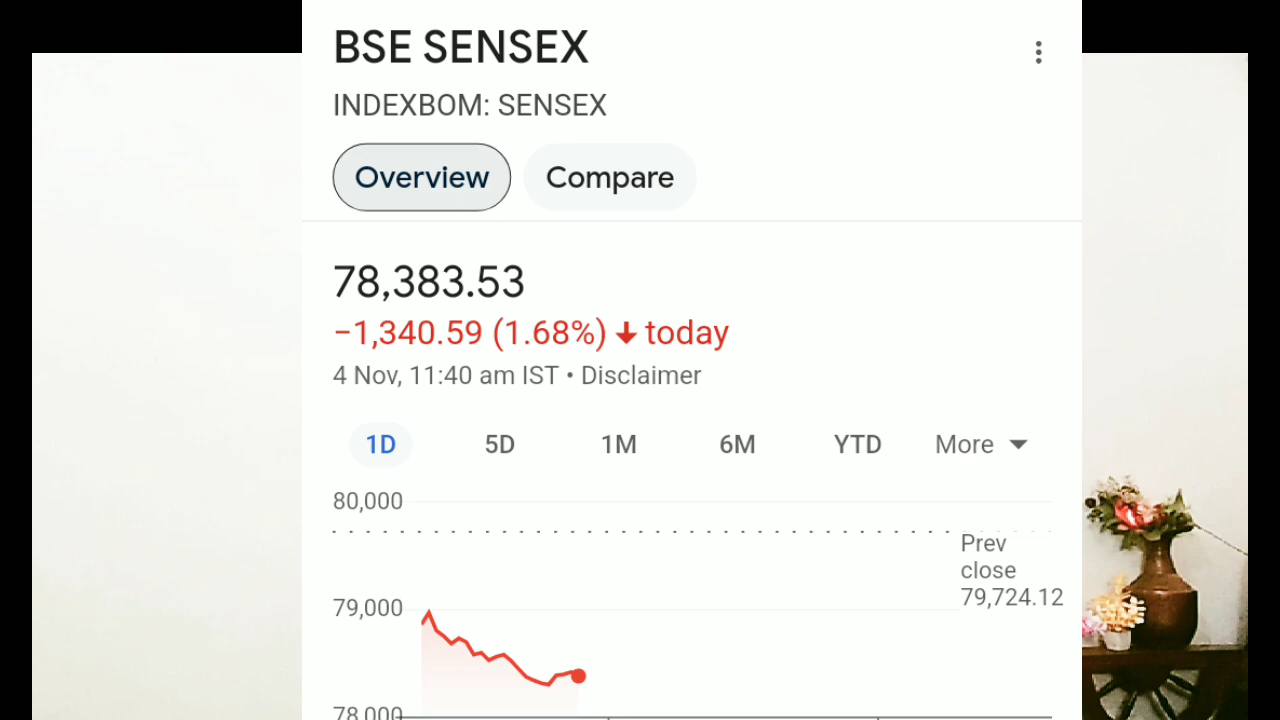 BSE SENSEX
INDEXBOM: SENSEX
Overview Compare
78,383.53
−1,340.59 (1.68%) ↓ today
4 Nov, 11:40 am IST • Disclaimer
1D 5D 1M 6M YTD More
80,000
Prev
close
79,724.12
79,000
78,000